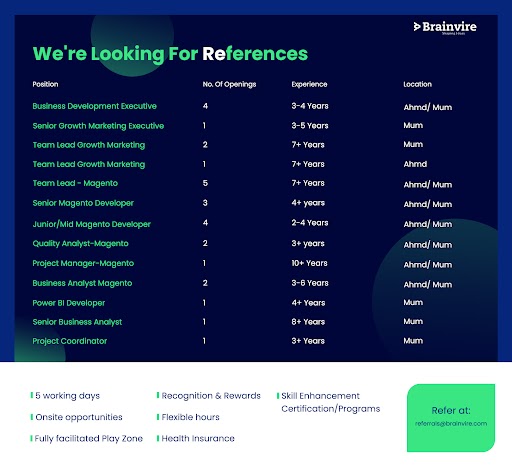 Brainvire
We're Looking For References
Position No. Of Openings Experience Location
Business Development Executive 4 3-4 Years Ahmd/ Mum
Senior Growth Marketing Executive 1 3-5 Years Mum
Team Lead Growth Marketing 2 7+ Years Mum
Team Lead Growth Marketing 1 7+ Years Ahmd
Team Lead - Magento 5 7+ Years Ahmd/ Mum
Senior Magento Developer 3 4+ years Ahmd/ Mum
Junior/Mid Magento Developer 4 2-4 Years Ahmd/ Mum
Quality Analyst-Magento 2 3+ years Ahmd/ Mum
Project Manager-Magento 1 10+ Years Ahmd/ Mum
Business Analyst Magento 2 3-6 Years Ahmd/ Mum
Power BI Developer 1 4+ Years Mum
Senior Business Analyst 1 8+ Years Mum
Project Coordinator 1 3+ Years Mum
5 working days
Onsite opportunities
Fully facilitated Play Zone
Recognition & Rewards
Flexible hours
Health Insurance
Skill Enhancement
Certification/Programs
Refer at:
referrals@brainvire.com